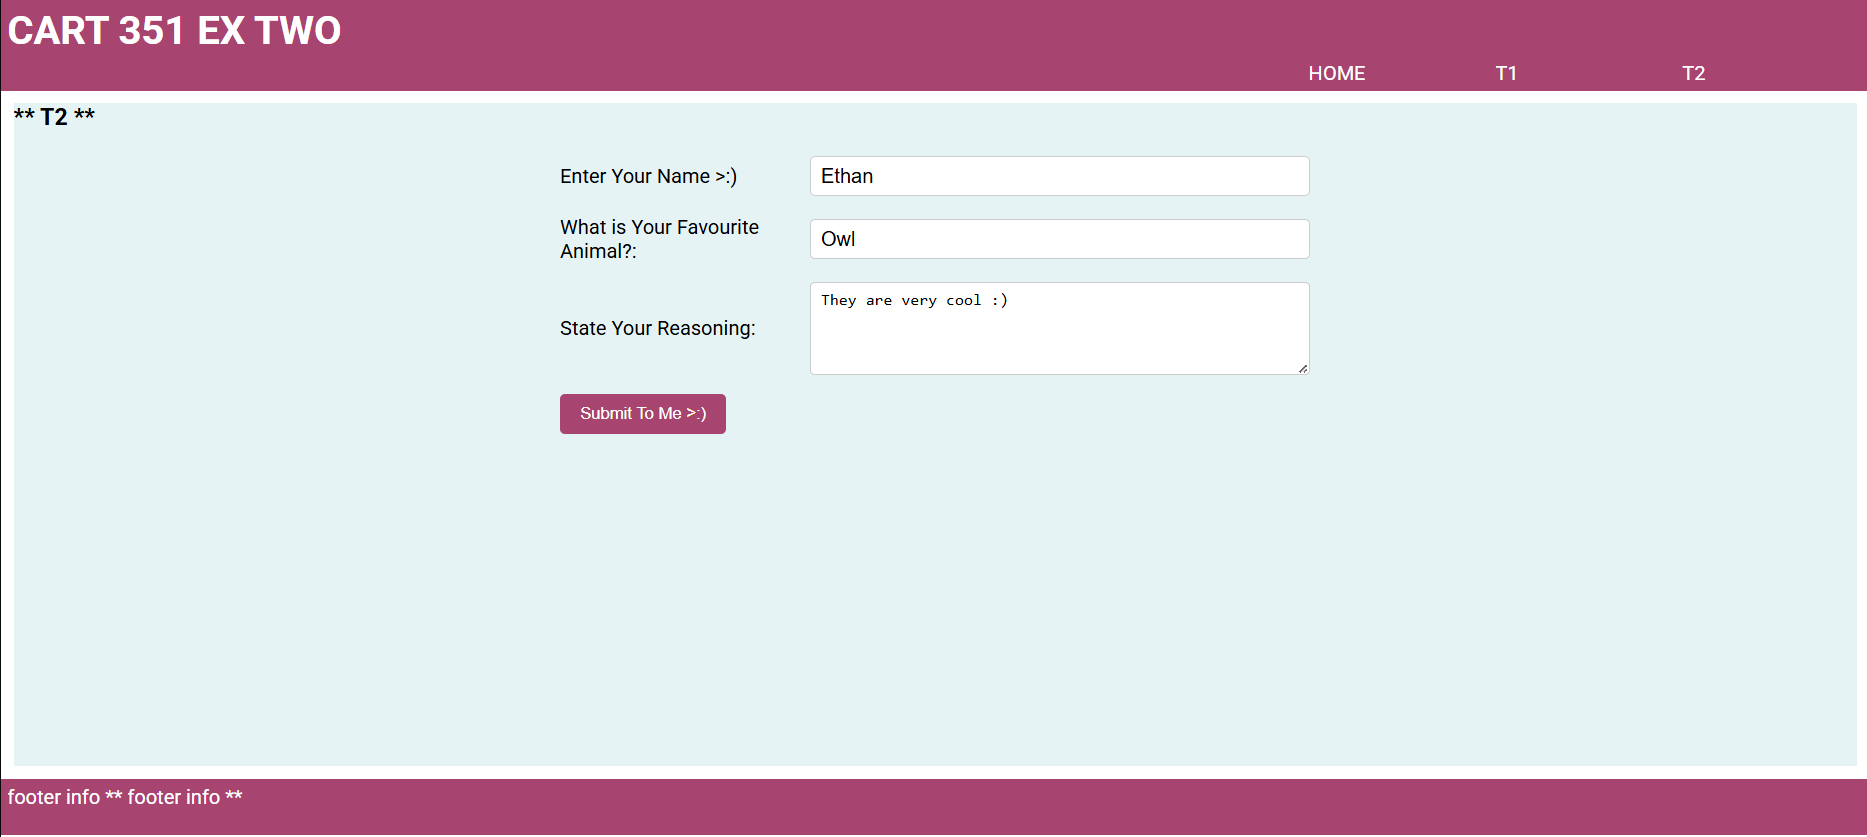 CART 351 EX TWO
HOME T1 T2
** T2 **
Enter Your Name >:) Ethan
What is Your Favourite
Animal?: Owl
State Your Reasoning: They are very cool :)
Submit To Me >:)
footer info ** footer info **